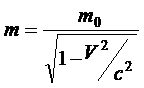 m = m₀ / √(1 − V²/c²)